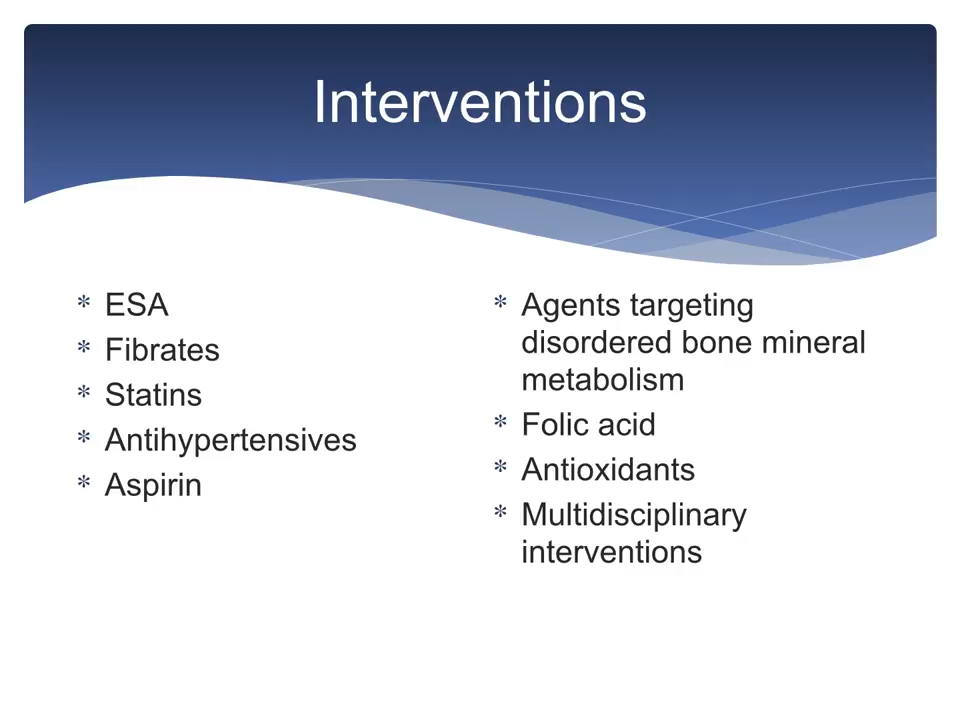 Interventions
* ESA
* Fibrates
* Statins
* Antihypertensives
* Aspirin
* Agents targeting
disordered bone mineral
metabolism
* Folic acid
* Antioxidants
* Multidisciplinary
interventions